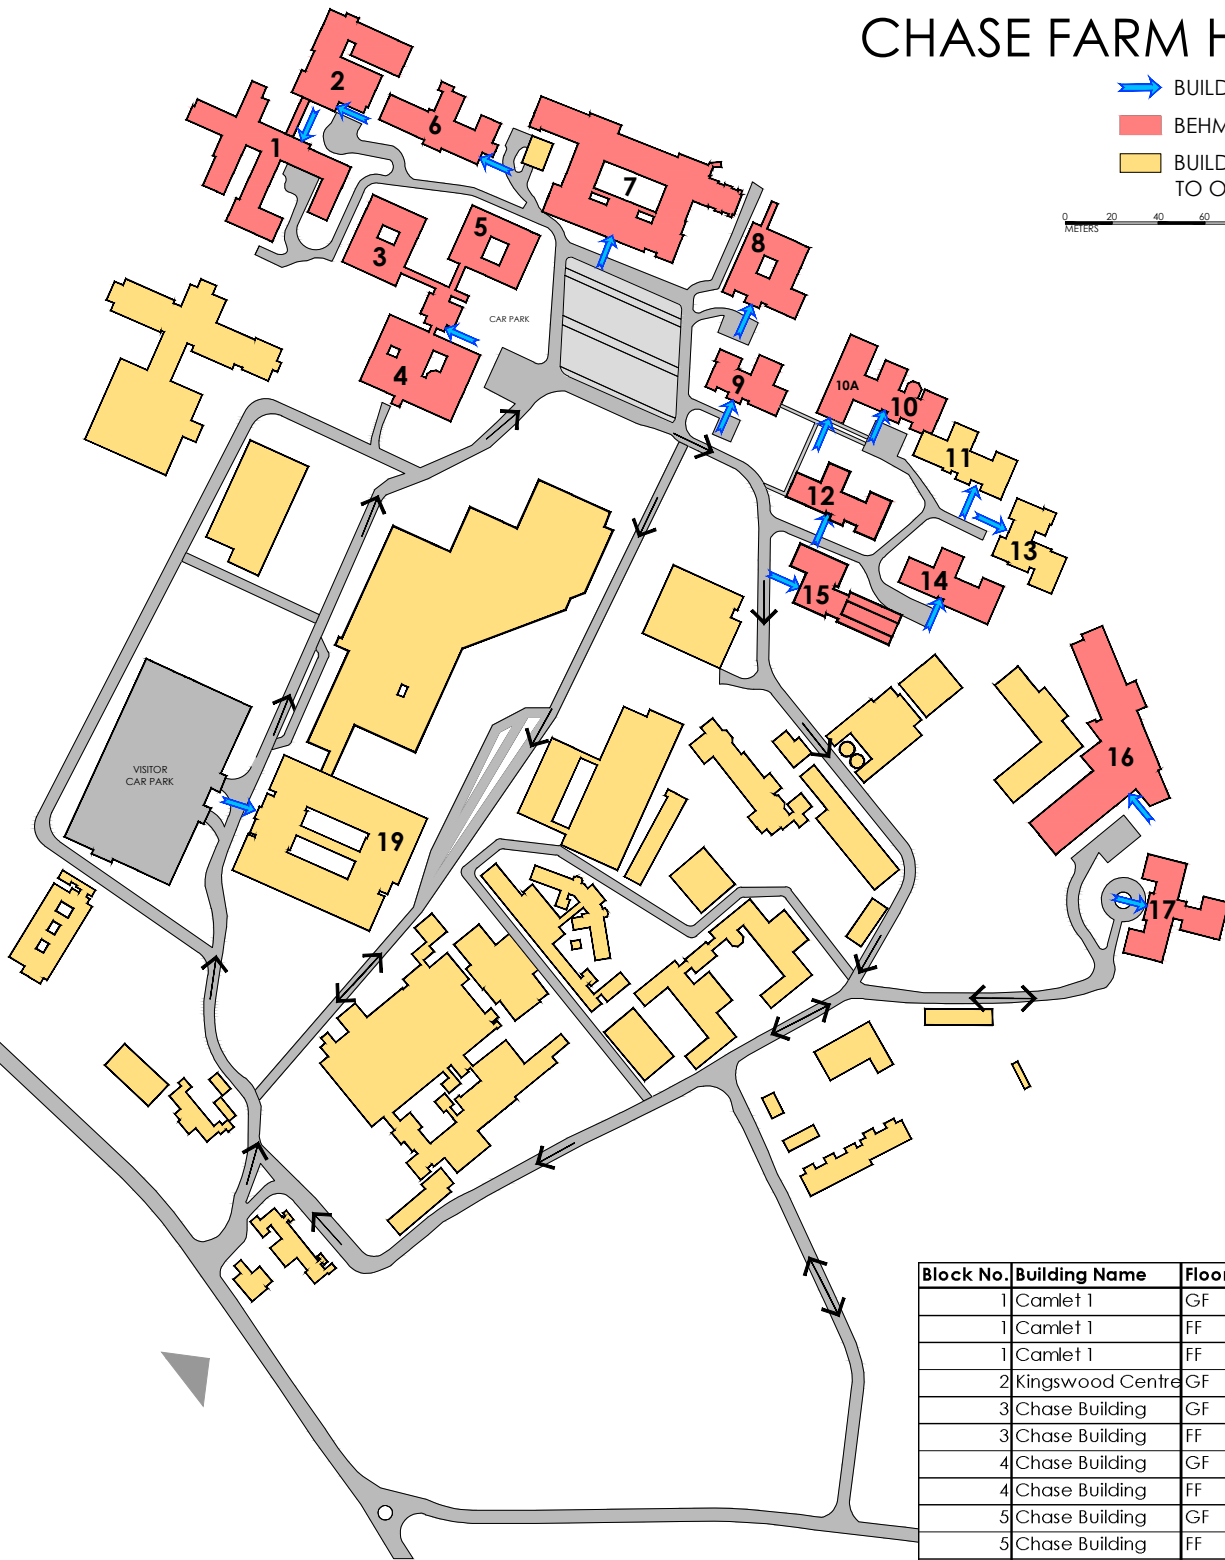 CHASE FARM H
BUILD
BEHM
BUILD
TO O
0 20 40 60
METERS
2
1
6
7
5
3
8
CAR PARK
4
9
10A
10
11
12
13
14
15
16
VISITOR
CAR PARK
19
17
Block No. Building Name Floor
1 Camlet 1 GF
1 Camlet 1 FF
1 Camlet 1 FF
2 Kingswood Centre GF
3 Chase Building GF
3 Chase Building FF
4 Chase Building GF
4 Chase Building FF
5 Chase Building GF
5 Chase Building FF